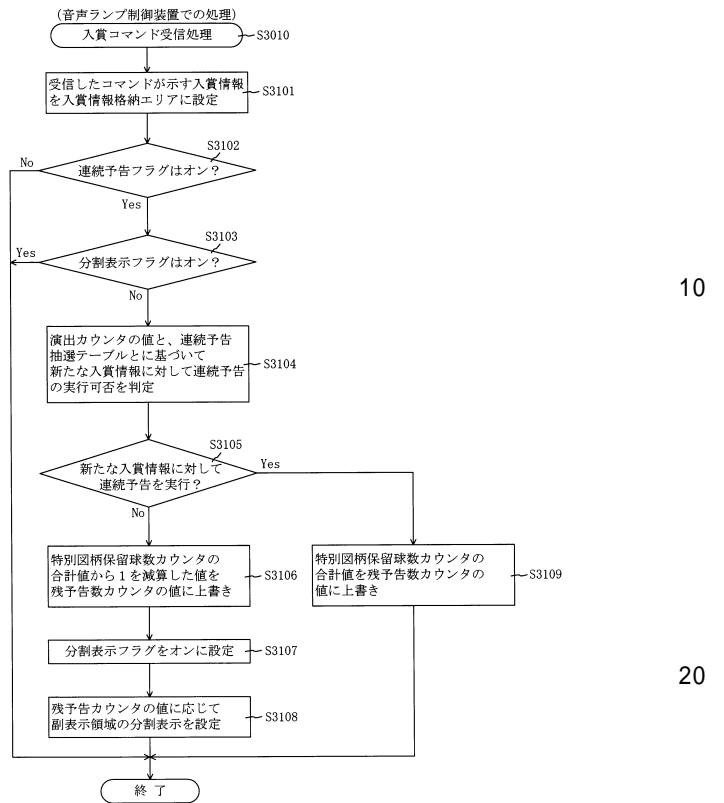 (音声ランプ制御装置での処理)
入賞コマンド受信処理
S3010
受信したコマンドが示す入賞情報
を入賞情報格納エリアに設定
S3101
S3102
No
連続予告フラグはオン?
Yes
S3103
Yes
分割表示フラグはオン?
No
10
演出カウンタの値と、連続予告
抽選テーブルとに基づいて
新たな入賞情報に対して連続予告
の実行可否を判定
S3104
S3105
新たな入賞情報に対して
連続予告を実行?
Yes
No
特別図柄保留球数カウンタの
合計値から1を減算した値を
残予告数カウンタの値に上書き
S3106
特別図柄保留球数カウンタの
合計値を残予告数カウンタの
値に上書き
S3109
分割表示フラグをオンに設定
S3107
20
残予告カウンタの値に応じて
副表示領域の分割表示を設定
S3108
終了